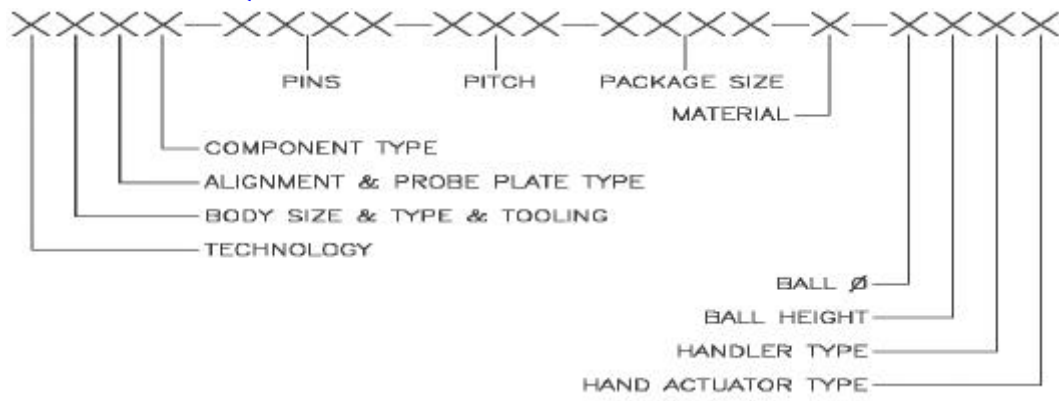 XXXX-XXXX-XXX-XXXX-X-XXXX
PINS PITCH PACKAGE SIZE
MATERIAL
COMPONENT TYPE
ALIGNMENT & PROBE PLATE TYPE
BODY SIZE & TYPE & TOOLING
TECHNOLOGY
BALL Ø
BALL HEIGHT
HANDLER TYPE
HAND ACTUATOR TYPE